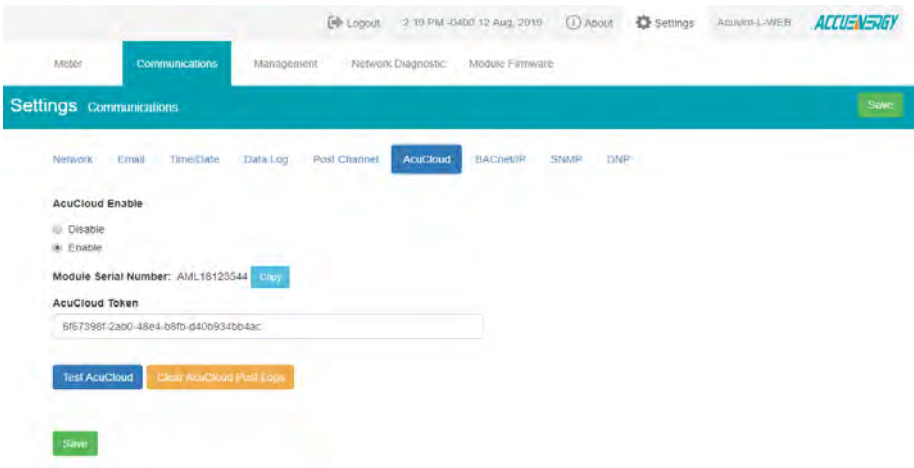 Logout 2:19 PM -0400 12 Aug, 2019 About Settings Acuvim-L-WEB ACCUENERGY
Meter Communications Management Network Diagnostic Module Firmware
Settings Communications Save
Network Email Time/Date Data Log Post Channel AcuCloud BACnet/IP SNMP DNP
AcuCloud Enable
Disable
Enable
Module Serial Number: AML18123544 Copy
AcuCloud Token
6f67398f-2ab0-48e4-b8fb-d40b934bb4ac
Test AcuCloud Clear AcuCloud Post Logs
Save